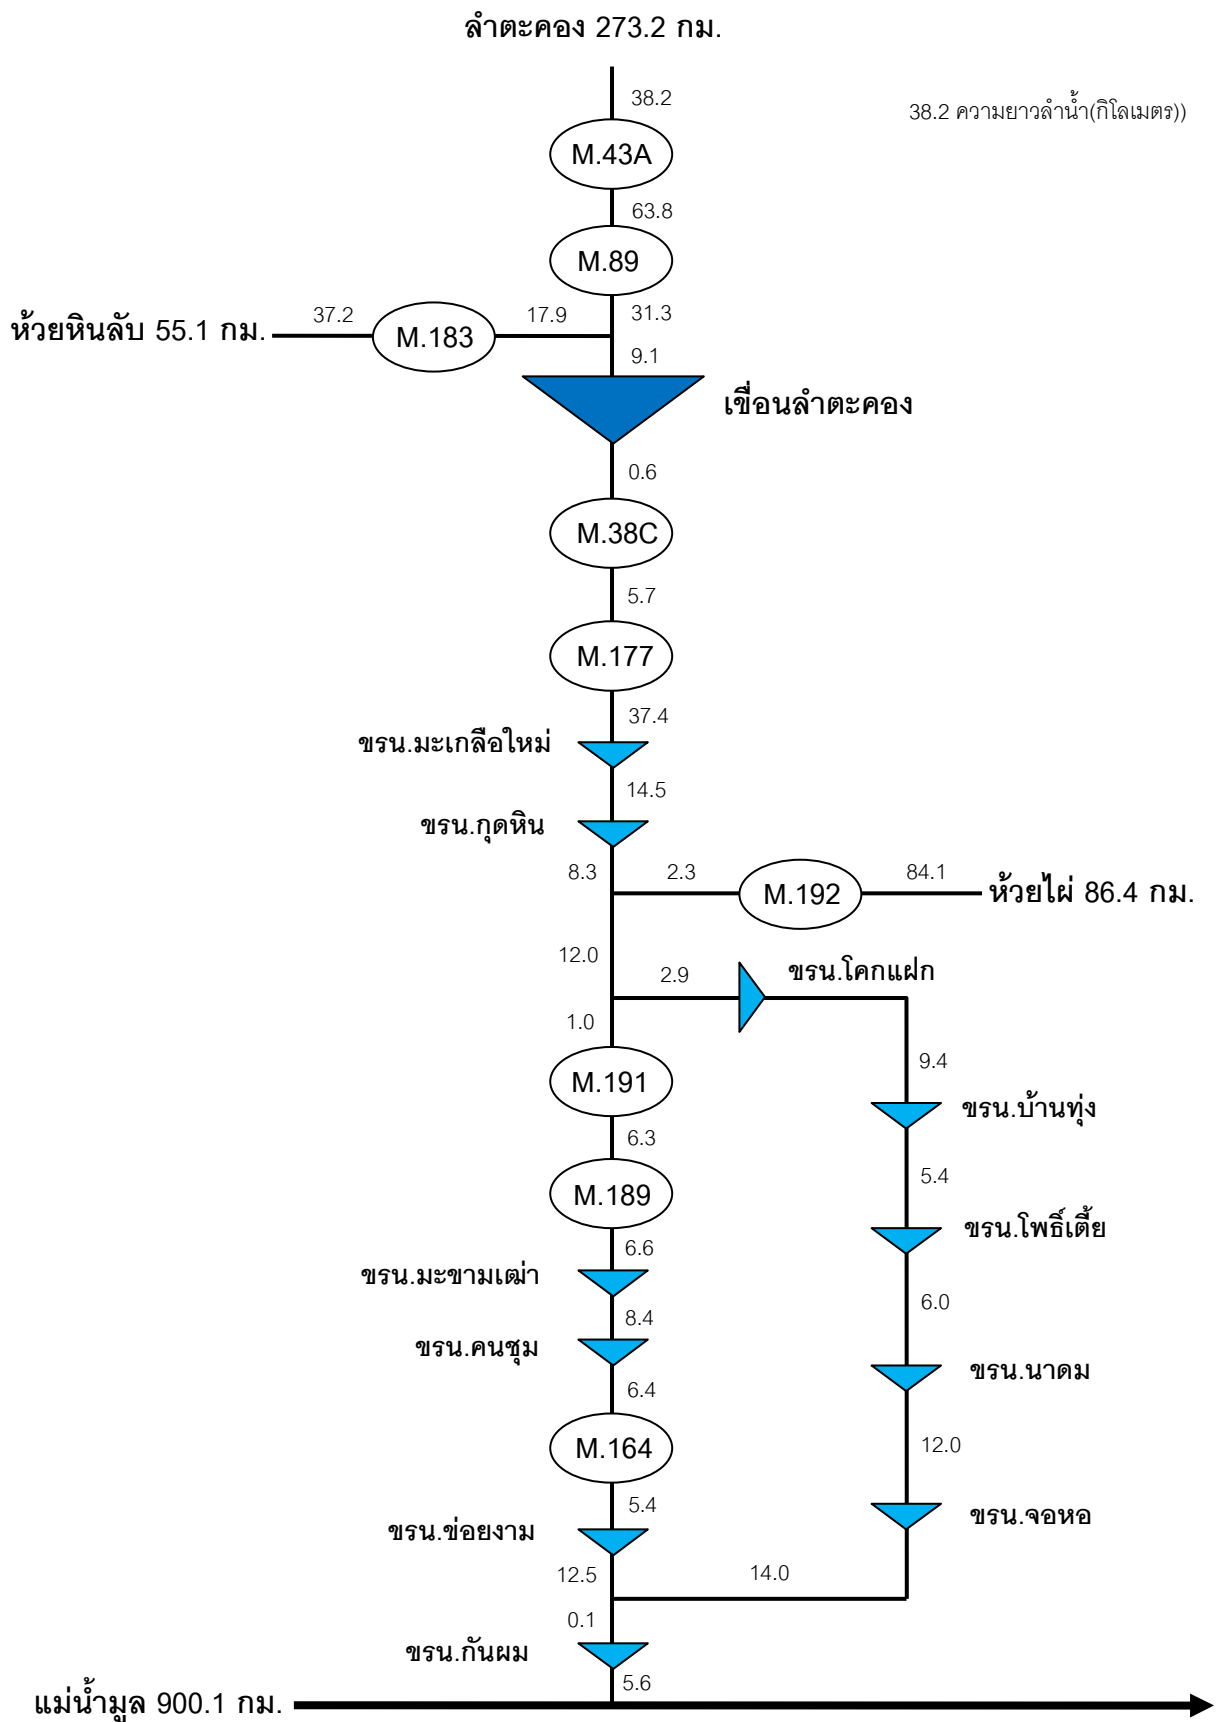 ลำตะคอง 273.2 กม.
38.2
38.2 ความยาวลำน้ำ(กิโลเมตร))
M.43A
63.8
M.89
ห้วยหินลับ 55.1 กม.
37.2
M.183
17.9
31.3
9.1
เขื่อนลำตะคอง
0.6
M.38C
5.7
M.177
37.4
ขรน.มะเกลือใหม่
14.5
ขรน.กุดหิน
8.3
2.3
M.192
84.1
ห้วยไผ่ 86.4 กม.
12.0
2.9
ขรน.โคกแฝก
1.0
M.191
9.4
ขรน.บ้านทุ่ง
6.3
5.4
M.189
ขรน.โพธิ์เตี้ย
6.6
ขรน.มะขามเฒ่า
6.0
8.4
ขรน.คนชุม
ขรน.นาดม
6.4
M.164
12.0
5.4
ขรน.จอหอ
ขรน.ข่อยงาม
12.5
14.0
0.1
ขรน.กันผม
5.6
แม่น้ำมูล 900.1 กม.